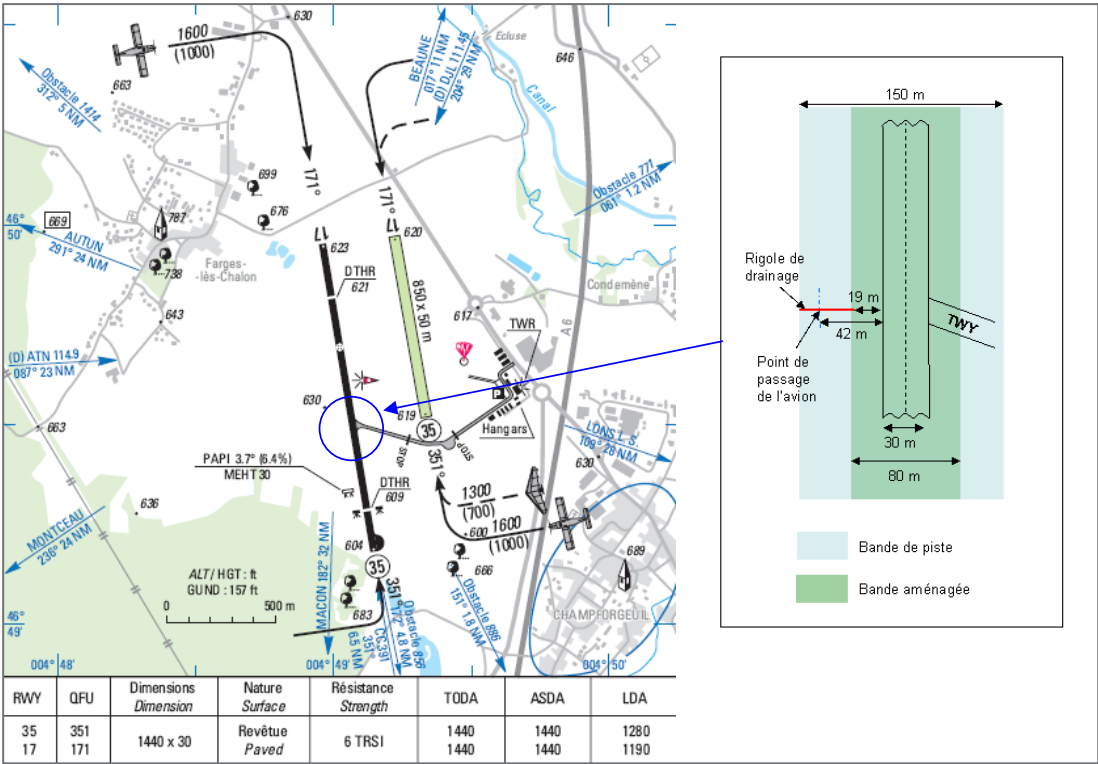 1600
(1000)
630
663
Obstacle 1414
312° 5 NM
BEAUNE
017° 11 NM
(D) DJL 111.45
204° 29 NM
Ecluse
646
Canal
171°
171°
699
676
Obstacle 771
061° 1.2 NM
46°
50'
669
AUTUN
291° 24 NM
787
738
Farges-
-lès-Chalon
17
623
17
620
DTHR
621
850 x 50 m
Condemène
617
TWR
A 6
643
(D) ATN 114.9
087° 23 NM
630
619
35
P
Hangars
STOP
STOP
663
351°
LONS L. S.
109° 28 NM
630
PAPI 3.7° (6.4%)
MEHT 30
DTHR
609
1300
(700)
600
1600
(1000)
636
MONTCEAU
236° 24 NM
604
35
666
689
ALT/ HGT : ft
GUND : 157 ft
0
500 m
MACON 182° 32 NM
683
351°
Obstacle 856
172° 4.8 NM
CC391
351°
6.5 NM
Obstacle 886
151° 1.8 NM
CHAMPFORGEUIL
46°
49'
004° 48'
004° 49'
004° 50'
RWY QFU Dimensions Dimension Nature Surface Résistance Strength TODA ASDA LDA
35 351 1440 x 30 Revêtue 6 TRSI 1440 1440 1280
17 171 Paved 1440 1440 1190
150 m
Rigole de
drainage
19 m
42 m
TWY
Point de
passage
de l'avion
30 m
80 m
Bande de piste
Bande aménagée